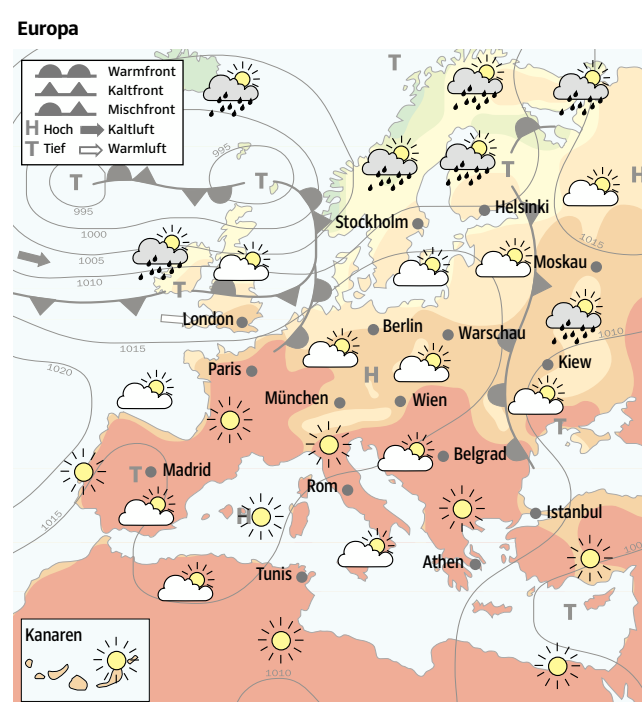 Europa
Warmfront
Kaltfront
Mischfront
H Hoch Kaltluft
T Tief Warmluft
T
995
H
T
T
T
995
1000
1005
1010
1015
Stockholm
Helsinki
Moskau
T
London
1015
Berlin
Warschau
1010
1020
Paris
Kiew
H
München
Wien
T
Belgrad
T
Madrid
Rom
1015
H
Istanbul
Tunis
Athen
T
Kanaren
1010